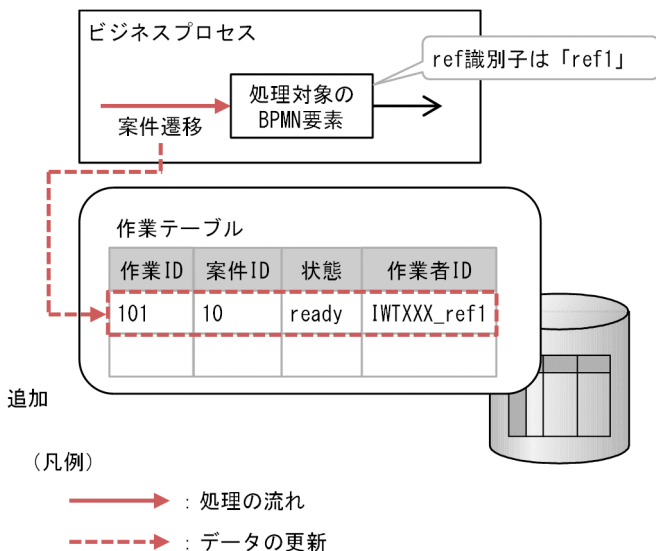 ビジネスプロセス
ref識別子は「ref1」
処理対象の
BPMN要素
案件遷移
作業テーブル
作業ID 案件ID 状態 作業者ID
101 10 ready IWTXXX_ref1
追加
(凡例)
：処理の流れ
：データの更新